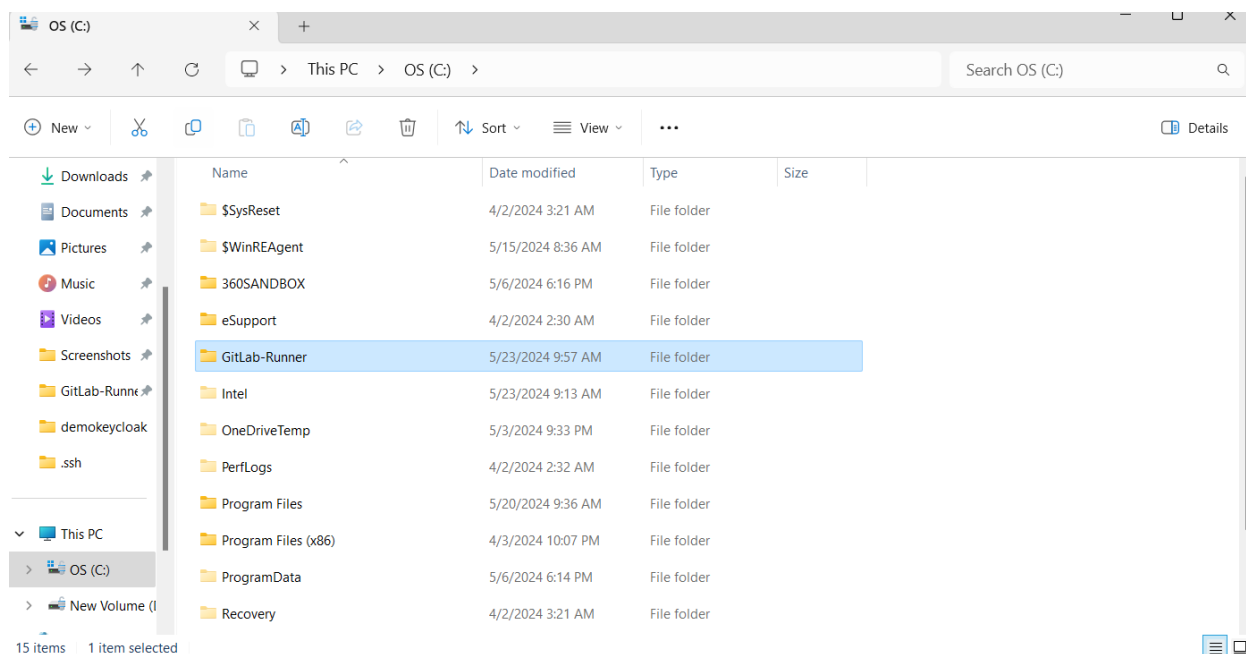 OS (C:)
This PC > OS (C:) >
Search OS (C:)
New
Sort
View
Details
Downloads
Documents
Pictures
Music
Videos
Screenshots
GitLab-Runne
demokeycloak
.ssh
This PC
OS (C:)
New Volume (
Name Date modified Type Size
$SysReset 4/2/2024 3:21 AM File folder
$WinREAgent 5/15/2024 8:36 AM File folder
360SANDBOX 5/6/2024 6:16 PM File folder
eSupport 4/2/2024 2:30 AM File folder
GitLab-Runner 5/23/2024 9:57 AM File folder
Intel 5/23/2024 9:13 AM File folder
OneDriveTemp 5/3/2024 9:33 PM File folder
PerfLogs 4/2/2024 2:32 AM File folder
Program Files 5/20/2024 9:36 AM File folder
Program Files (x86) 4/3/2024 10:07 PM File folder
ProgramData 5/6/2024 6:14 PM File folder
Recovery 4/2/2024 3:21 AM File folder
15 items 1 item selected